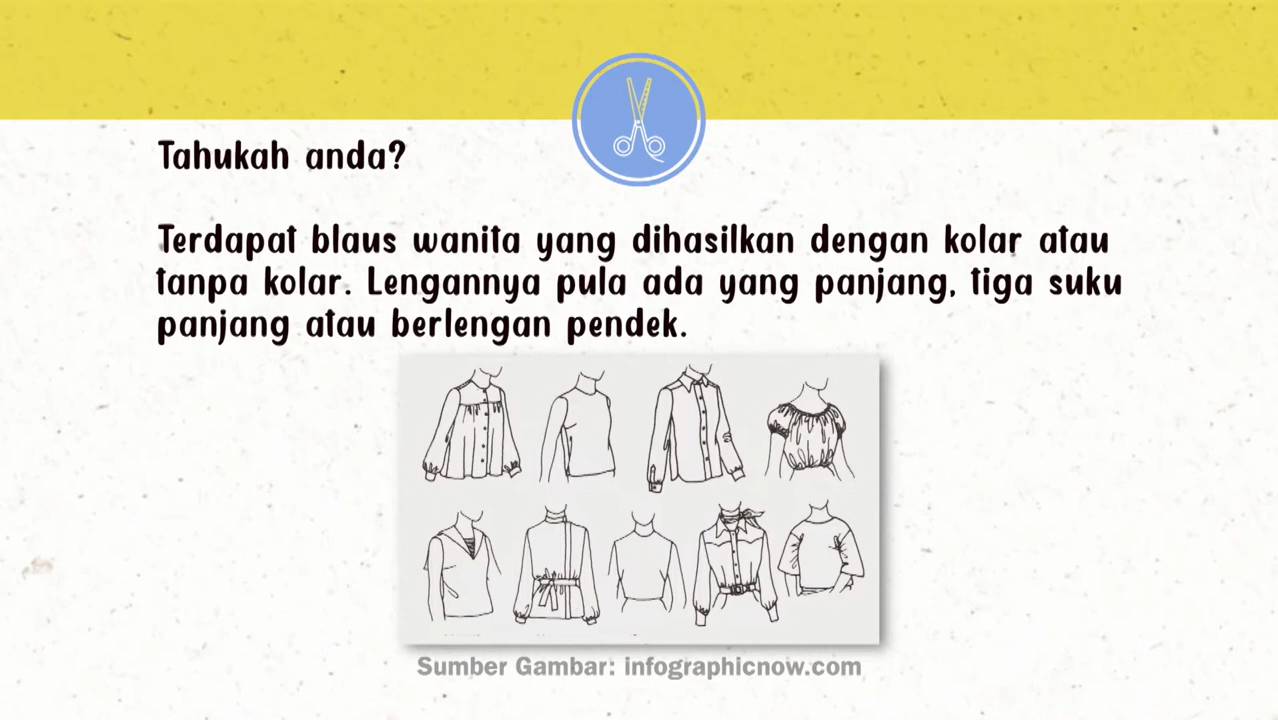 Tahukah anda?
Terdapat blaus wanita yang dihasilkan dengan kolar atau
tanpa kolar. Lengannya pula ada yang panjang, tiga suku
panjang atau berlengan pendek.
Sumber Gambar: infographicnow.com